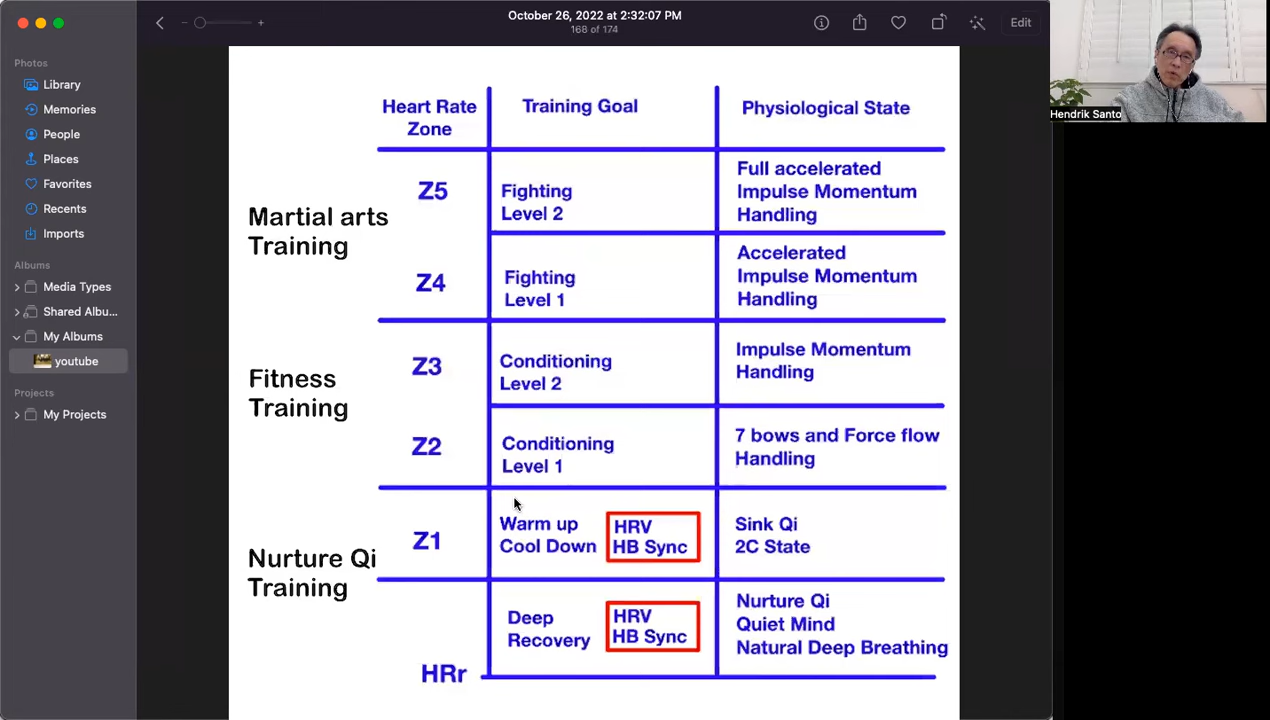 October 26, 2022 at 2:32:07 PM
168 of 174
Edit
Photos
Library
Memories
People
Places
Favorites
Recents
Imports
Albums
Media Types
Shared Albu...
My Albums
youtube
Projects
My Projects
Hendrik Santo
Heart Rate
Zone
Training Goal
Physiological State
Martial arts
Training
Z5
Fighting
Level 2
Full accelerated
Impulse Momentum
Handling
Z4
Fighting
Level 1
Accelerated
Impulse Momentum
Handling
Fitness
Training
Z3
Conditioning
Level 2
Impulse Momentum
Handling
Z2
Conditioning
Level 1
7 bows and Force flow
Handling
Nurture Qi
Training
Z1
Warm up
Cool Down
HRV
HB Sync
Sink Qi
2C State
Deep
Recovery
HRV
HB Sync
Nurture Qi
Quiet Mind
Natural Deep Breathing
HRr